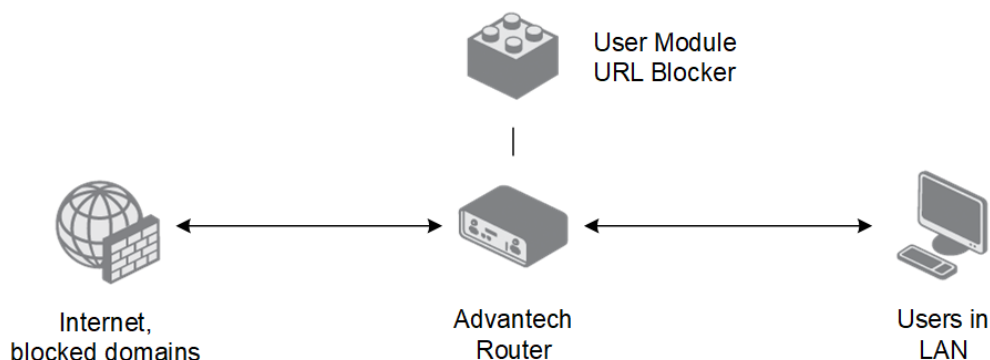 User Module
URL Blocker
Internet,
blocked domains
Advantech
Router
Users in
LAN